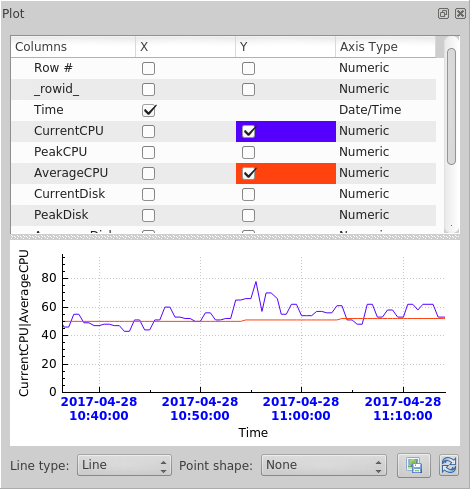 Plot
Columns X Y Axis Type
Row # Numeric
_rowid_ Numeric
Time Date/Time
CurrentCPU Numeric
PeakCPU Numeric
AverageCPU Numeric
CurrentDisk Numeric
PeakDisk Numeric
CurrentCPU|AverageCPU
80
60
40
20
0
2017-04-28 2017-04-28 2017-04-28 2017-04-28
10:40:00 10:50:00 11:00:00 11:10:00
Time
Line type: Line Point shape: None